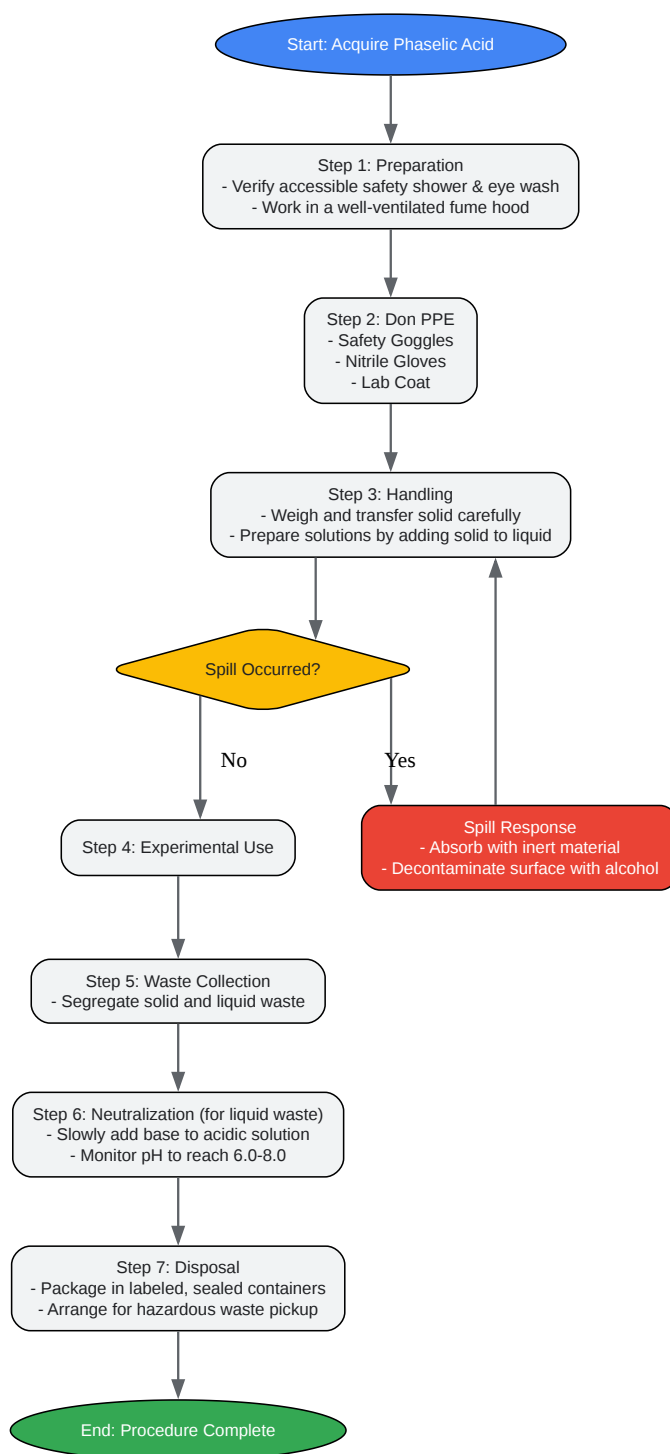 Start: Acquire Phaselic Acid
Step 1: Preparation
- Verify accessible safety shower & eye wash
- Work in a well-ventilated fume hood
Step 2: Don PPE
- Safety Goggles
- Nitrile Gloves
- Lab Coat
Step 3: Handling
- Weigh and transfer solid carefully
- Prepare solutions by adding solid to liquid
Spill Occurred?
No
Yes
Step 4: Experimental Use
Spill Response
- Absorb with inert material
- Decontaminate surface with alcohol
Step 5: Waste Collection
- Segregate solid and liquid waste
Step 6: Neutralization (for liquid waste)
- Slowly add base to acidic solution
- Monitor pH to reach 6.0-8.0
Step 7: Disposal
- Package in labeled, sealed containers
- Arrange for hazardous waste pickup
End: Procedure Complete